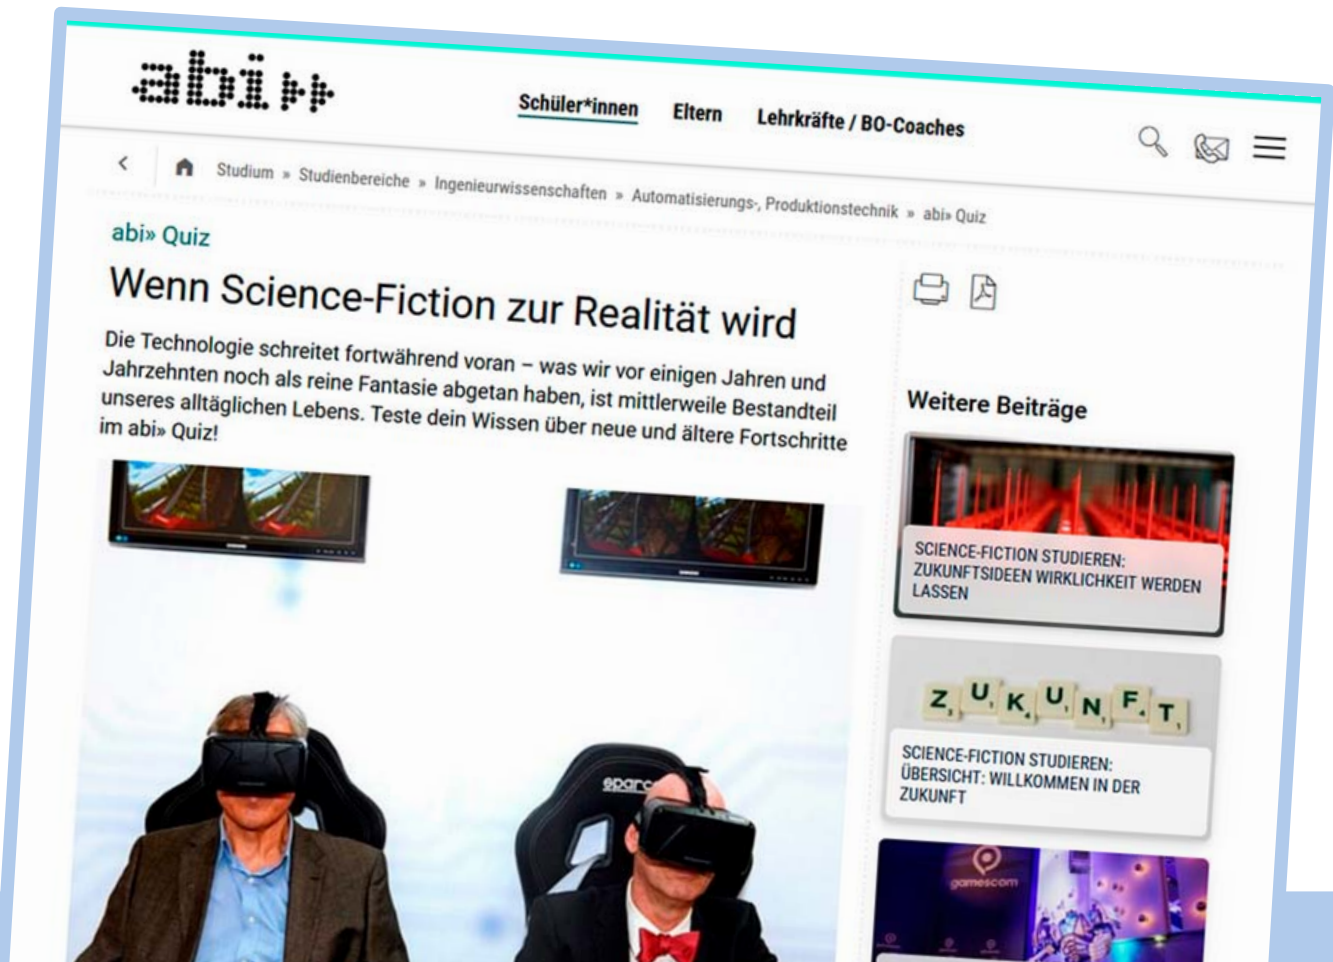 abi»
Schüler*innen Eltern Lehrkräfte / BO-Coaches
Studium » Studienbereiche » Ingenieurwissenschaften » Automatisierungs-, Produktionstechnik » abi» Quiz
abi» Quiz
Wenn Science-Fiction zur Realität wird
Die Technologie schreitet fortwährend voran – was wir vor einigen Jahren und
Jahrzehnten noch als reine Fantasie abgetan haben, ist mittlerweile Bestandteil
unseres alltäglichen Lebens. Teste dein Wissen über neue und ältere Fortschritte
im abi» Quiz!
SAMSUNG
SAMSUNG
sparco
Weitere Beiträge
SCIENCE-FICTION STUDIEREN:
ZUKUNFTSIDEEN WIRKLICHKEIT WERDEN
LASSEN
ZUKUNFT
SCIENCE-FICTION STUDIEREN:
ÜBERSICHT: WILLKOMMEN IN DER
ZUKUNFT
gamescom